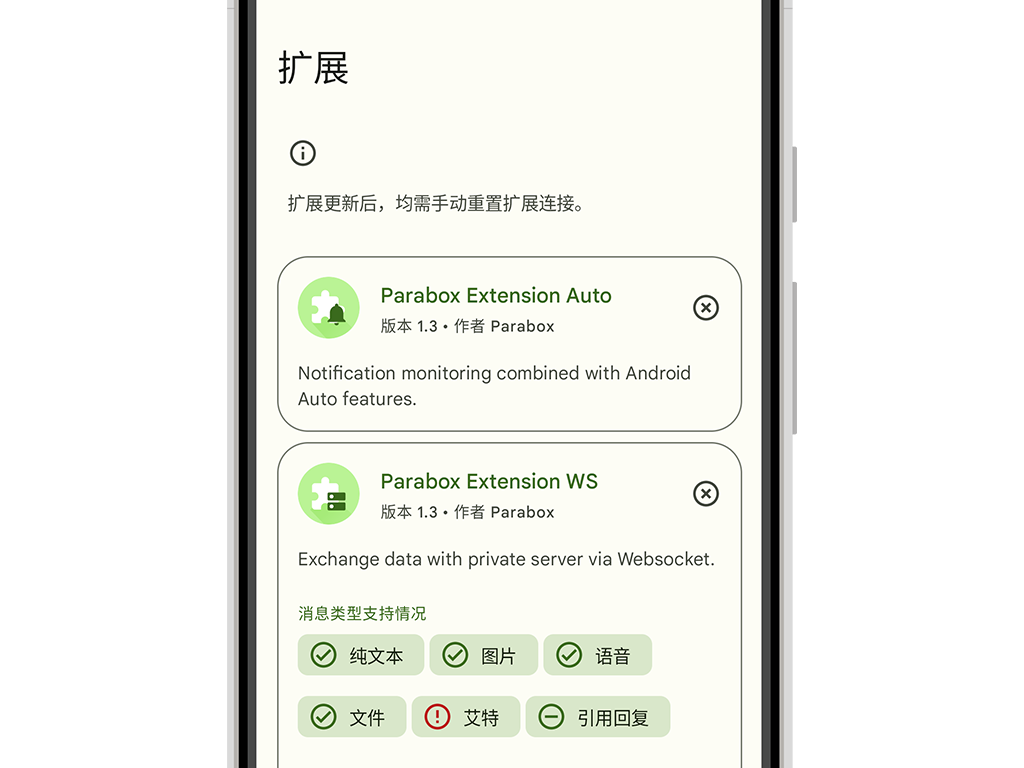 扩展
扩展更新后，均需手动重置扩展连接。
Parabox Extension Auto
版本 1.3 • 作者 Parabox
Notification monitoring combined with Android
Auto features.
Parabox Extension WS
版本 1.3 • 作者 Parabox
Exchange data with private server via Websocket.
消息类型支持情况
纯文本 图片 语音
文件 艾特 引用回复